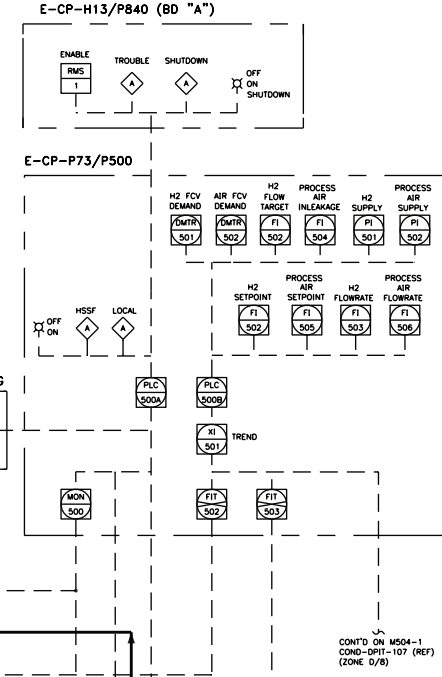 E-CP-H13/P840 (BD "A")
ENABLE
RMS
1
TROUBLE
A
SHUTDOWN
A
OFF
ON
SHUTDOWN
E-CP-P73/P500
H2 FCV
DEMAND
DMTR
501
AIR FCV
DEMAND
DMTR
502
H2
FLOW
TARGET
FI
502
PROCESS
AIR
INLEAKAGE
FI
504
H2
SUPPLY
PI
501
PROCESS
AIR
SUPPLY
PI
502
H2
SETPOINT
FI
502
PROCESS
AIR
SETPOINT
FI
505
H2
FLOWRATE
FI
503
PROCESS
AIR
FLOWRATE
FI
506
OFF
ON
HSSF
A
LOCAL
A
G
PLC
500A
PLC
500B
XI
501
TREND
MON
500
FIT
502
FIT
503
CONT'D ON M504-1
COND-DPIT-107 (REF)
(ZONE D/8)